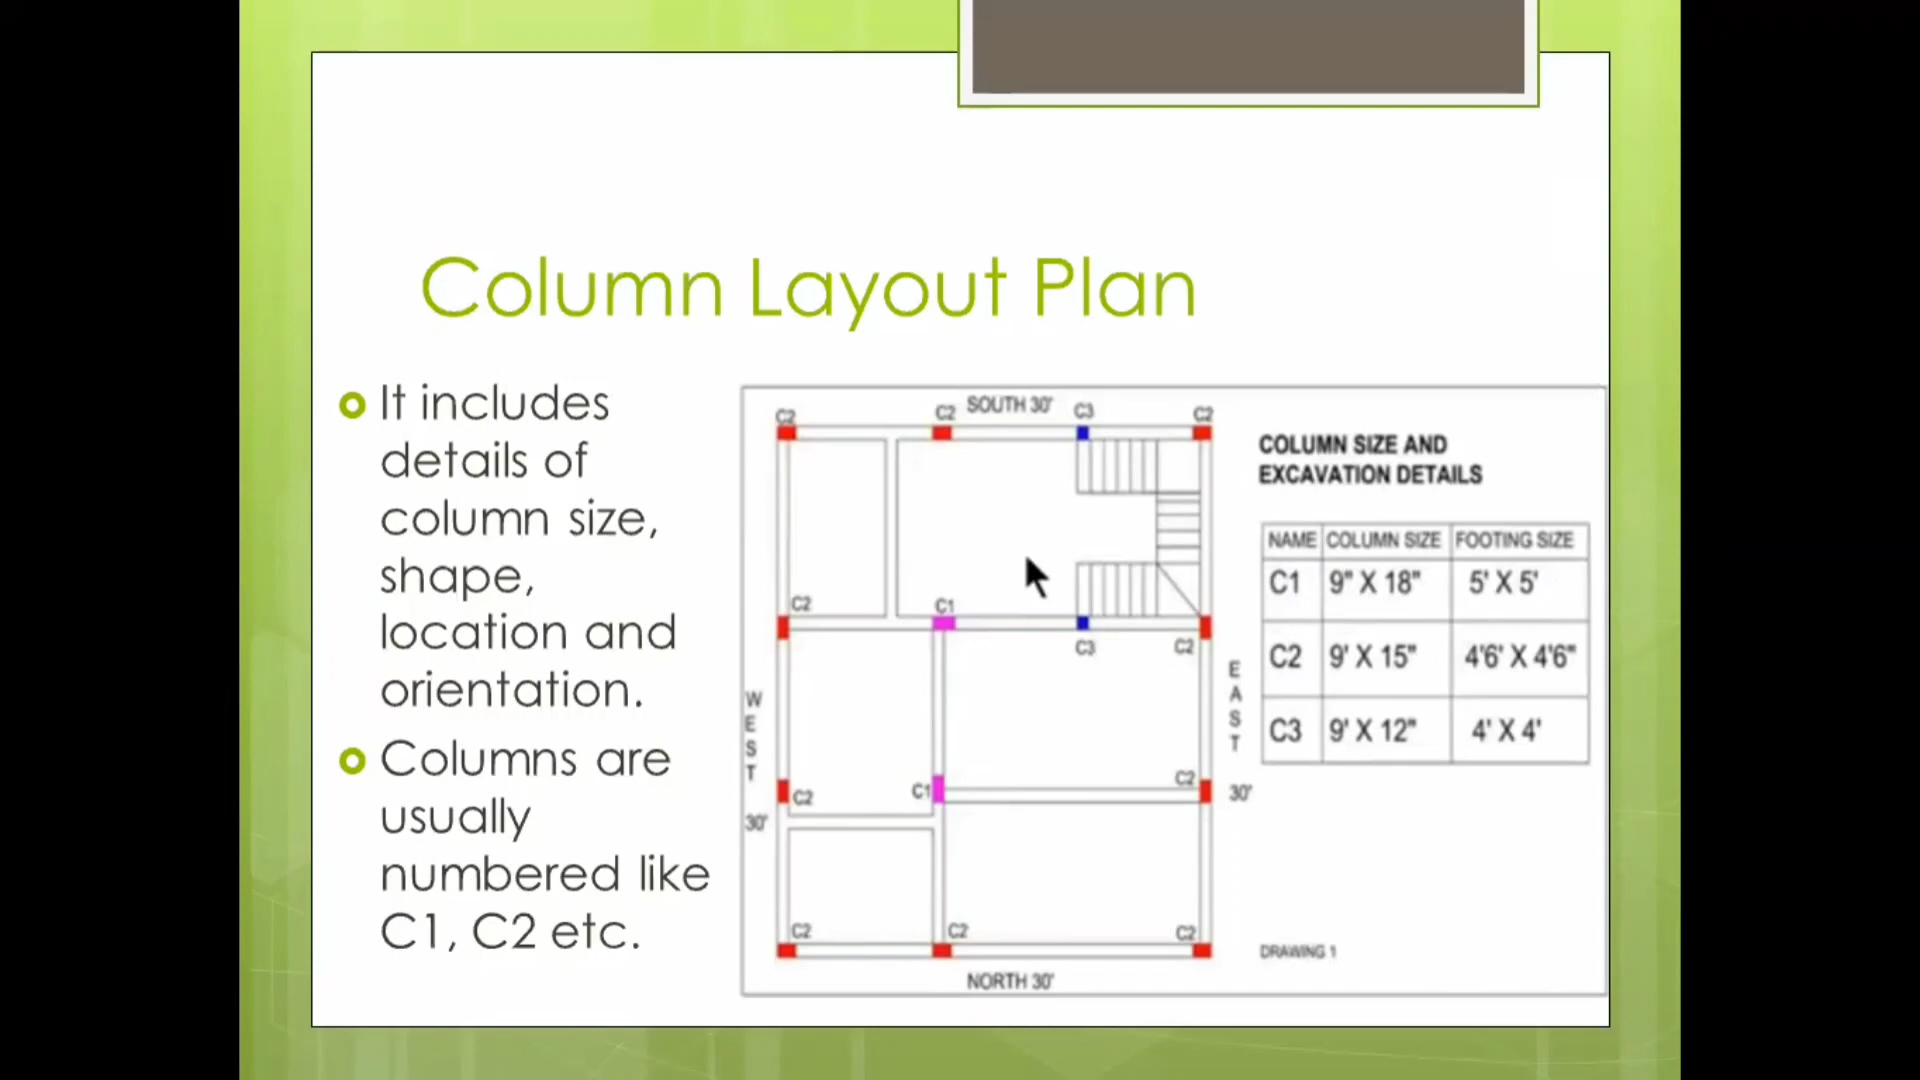 Column Layout Plan
It includes
details of
column size,
shape,
location and
orientation.
Columns are
usually
numbered like
C1, C2 etc.
SOUTH 30'
C2
C2
C3
C2
C2
C1
C3
C2
WEST
30'
EAST
30'
C2
C1
C2
C2
C2
C2
NORTH 30'
COLUMN SIZE AND
EXCAVATION DETAILS
NAME COLUMN SIZE FOOTING SIZE
C1 9" X 18" 5' X 5'
C2 9' X 15" 4'6' X 4'6"
C3 9' X 12" 4' X 4'
DRAWING 1